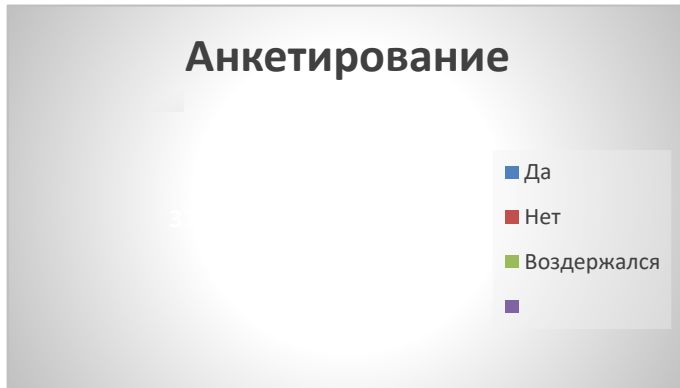 Анкетирование
Да
Нет
Воздержался